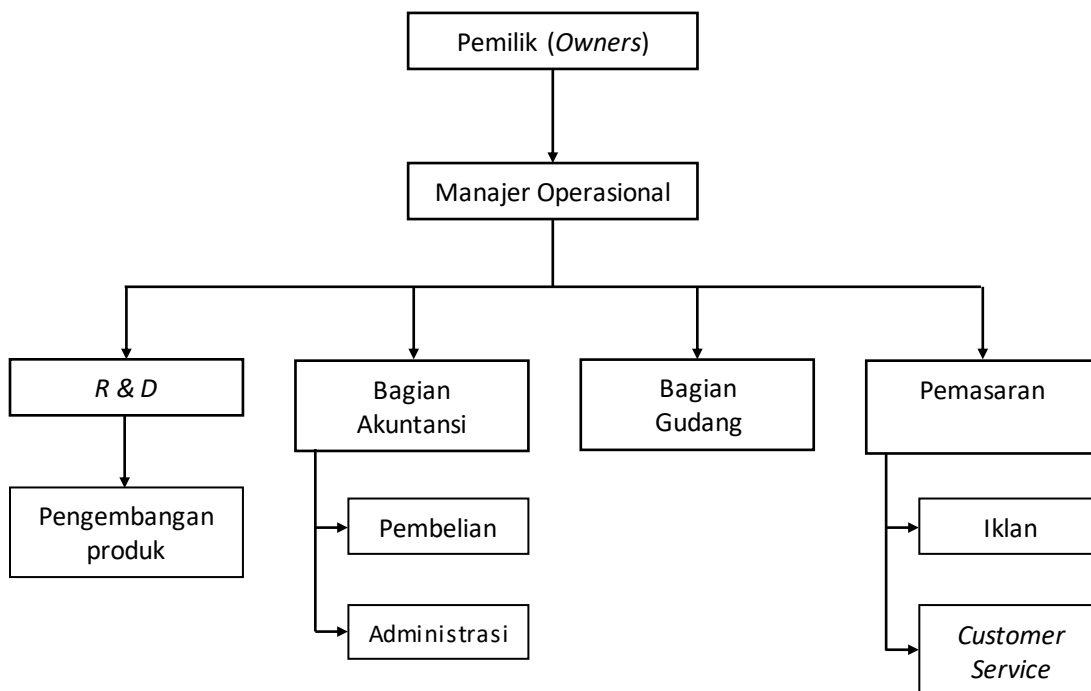 Pemilik (Owners)
Manajer Operasional
R & D
Bagian
Akuntansi
Bagian
Gudang
Pemasaran
Pengembangan
produk
Pembelian
Iklan
Administrasi
Customer
Service